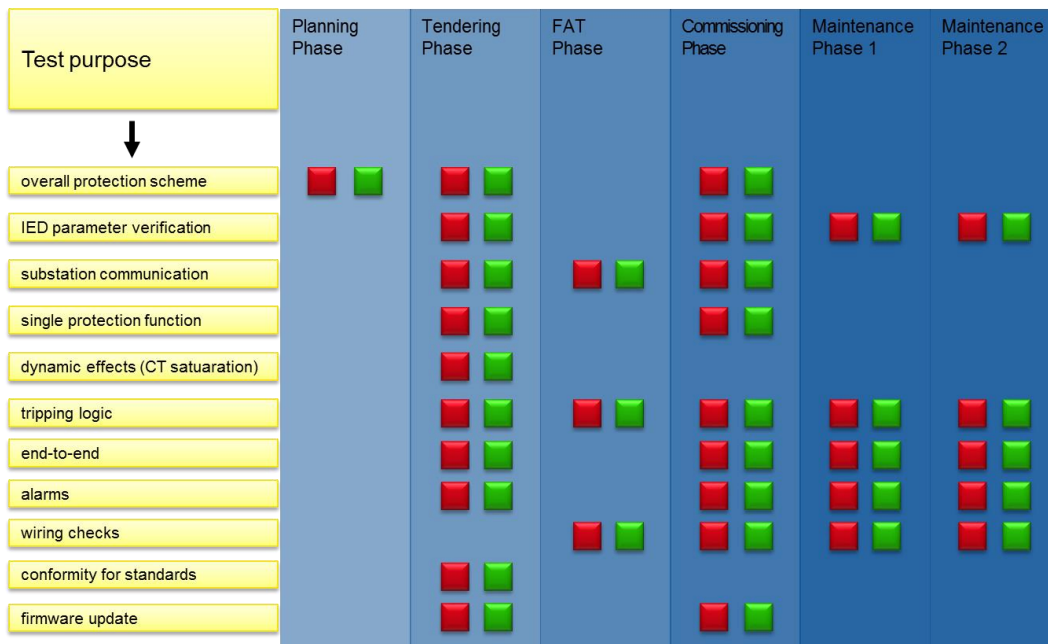 Test purpose
Planning
Phase
Tendering
Phase
FAT
Phase
Commissioning
Phase
Maintenance
Phase 1
Maintenance
Phase 2
overall protection scheme
IED parameter verification
substation communication
single protection function
dynamic effects (CT satuaration)
tripping logic
end-to-end
alarms
wiring checks
conformity for standards
firmware update